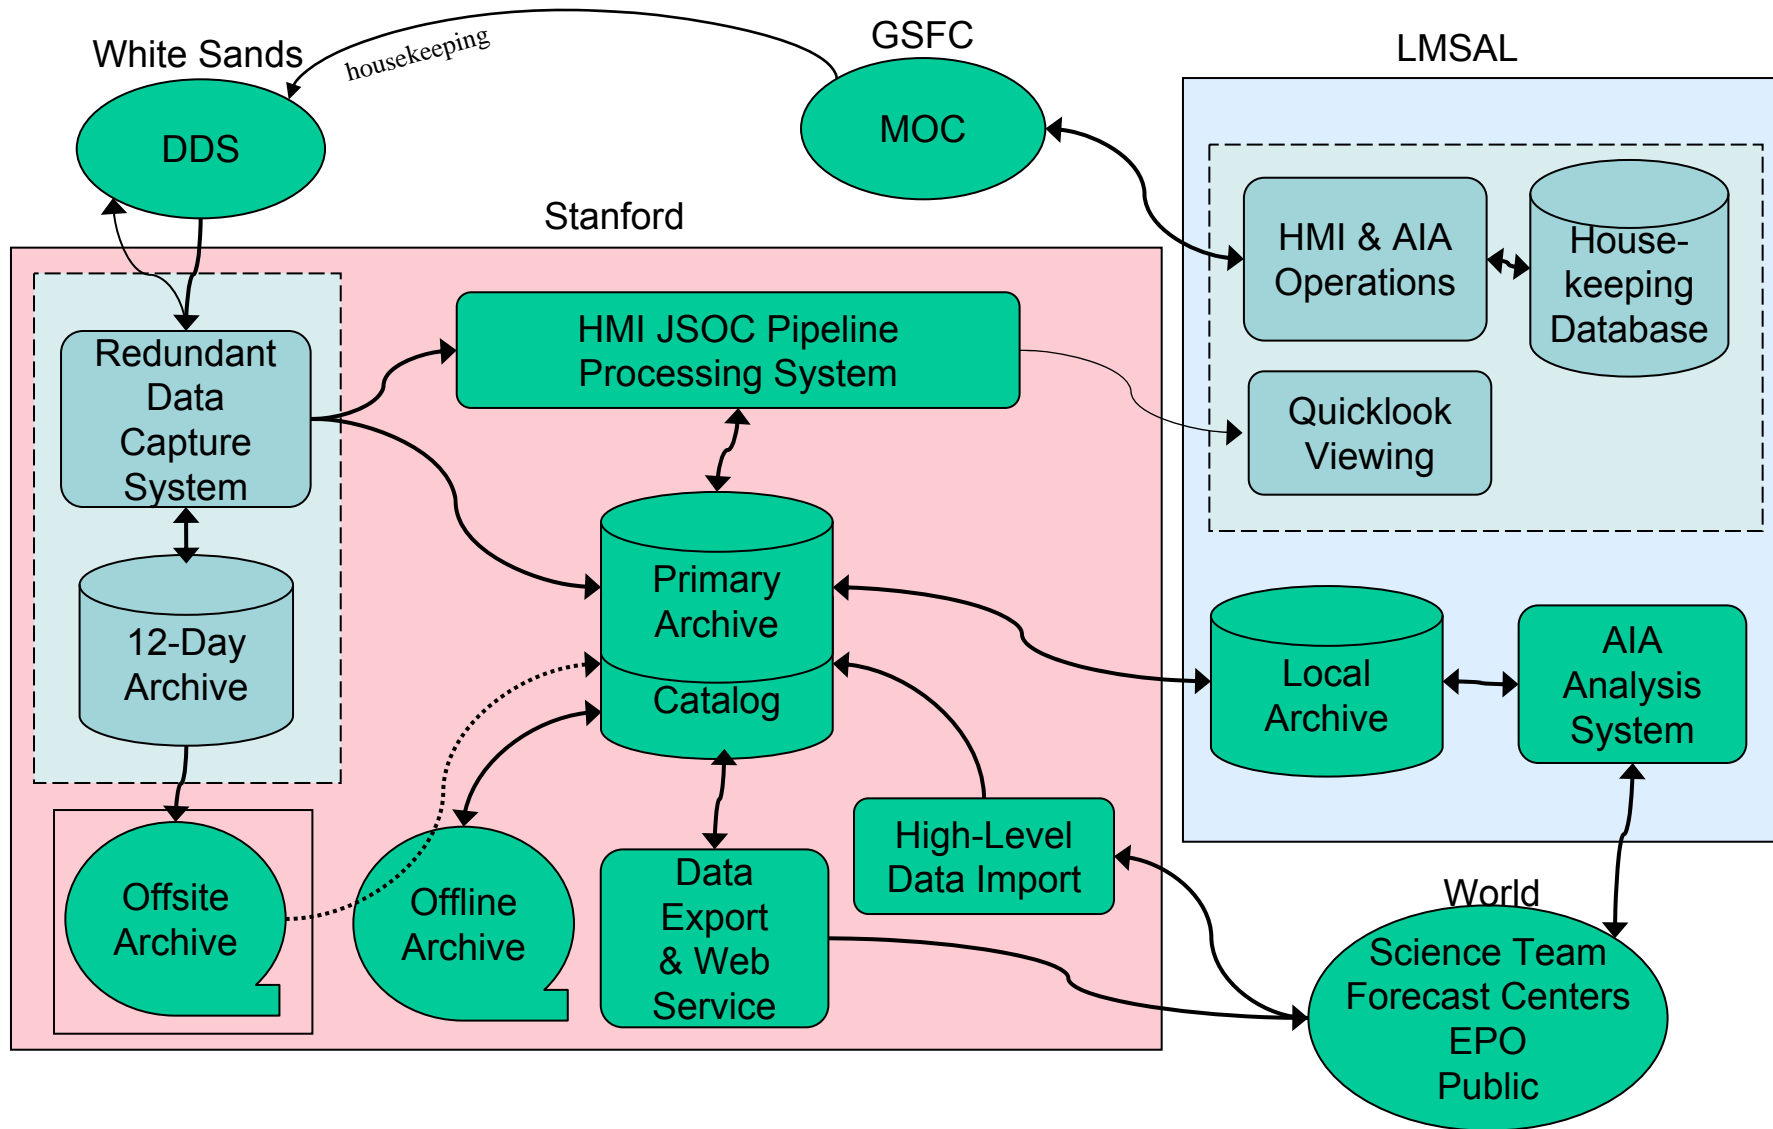 White Sands
housekeeping
GSFC
LMSAL
DDS
MOC
Stanford
HMI & AIA
Operations
House-
keeping
Database
Redundant
Data
Capture
System
HMI JSOC Pipeline
Processing System
Quicklook
Viewing
12-Day
Archive
Primary
Archive
Catalog
Local
Archive
AIA
Analysis
System
Offsite
Archive
Offline
Archive
Data
Export
& Web
Service
High-Level
Data Import
World
Science Team
Forecast Centers
EPO
Public